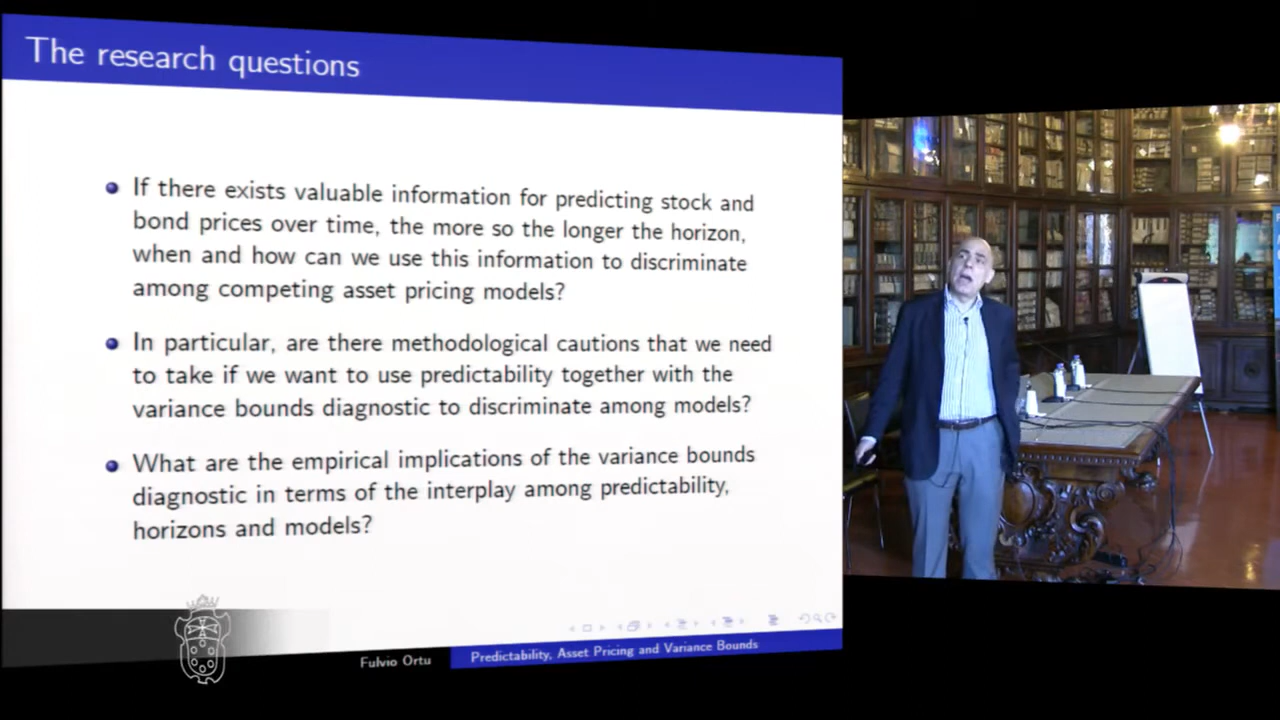 The research questions
If there exists valuable information for predicting stock and
bond prices over time, the more so the longer the horizon,
when and how can we use this information to discriminate
among competing asset pricing models?
In particular, are there methodological cautions that we need
to take if we want to use predictability together with the
variance bounds diagnostic to discriminate among models?
What are the empirical implications of the variance bounds
diagnostic in terms of the interplay among predictability,
horizons and models?
Fulvio Ortu
Predictability, Asset Pricing and Variance Bounds